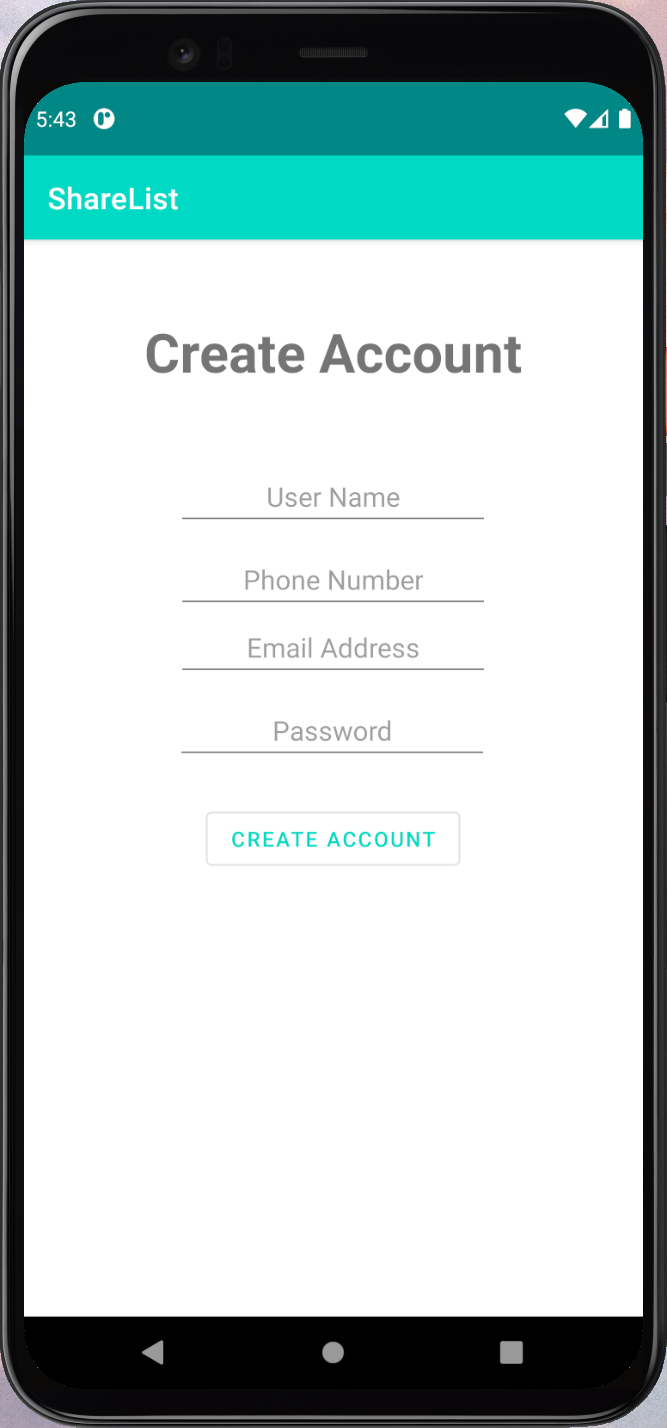 5:43
ShareList
Create Account
User Name
Phone Number
Email Address
Password
CREATE ACCOUNT